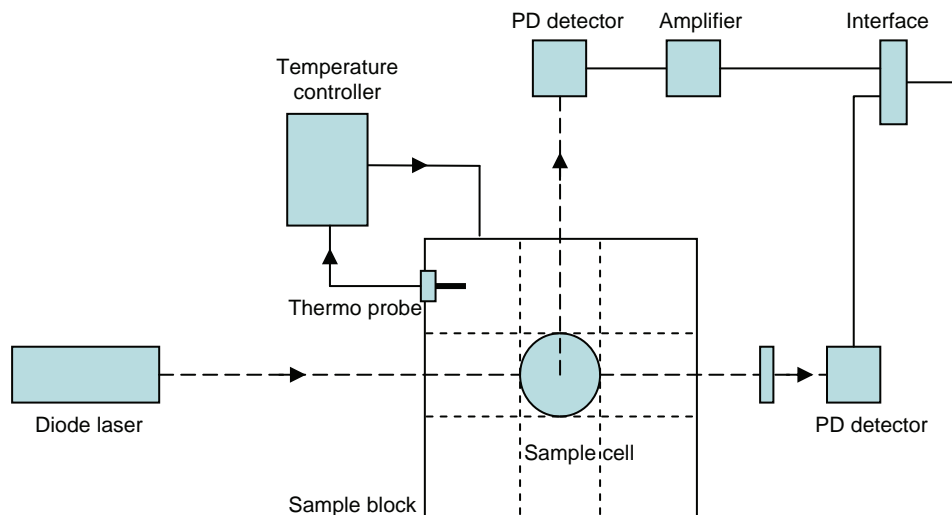 PD detector
Amplifier
Interface
Temperature
controller
Thermo probe
Diode laser
PD detector
Sample cell
Sample block